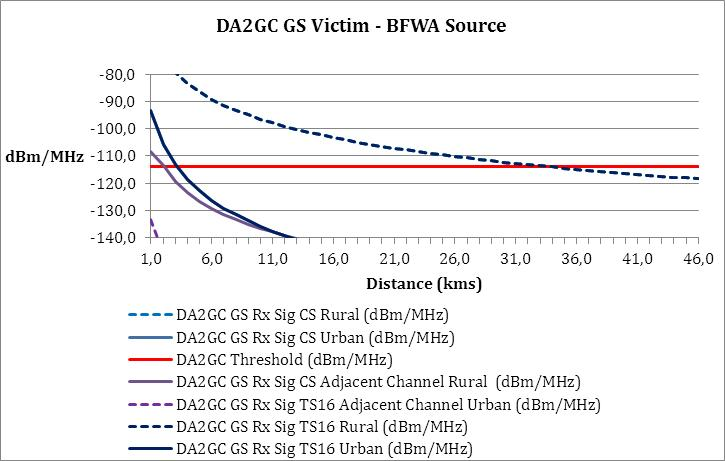 DA2GC GS Victim - BFWA Source
-80,0
-90,0
-100,0
dBm/MHz
-110,0
-120,0
-130,0
-140,0
1,0 6,0 11,0 16,0 21,0 26,0 31,0 36,0 41,0 46,0
Distance (kms)
DA2GC GS Rx Sig CS Rural (dBm/MHz)
DA2GC GS Rx Sig CS Urban (dBm/MHz)
DA2GC Threshold (dBm/MHz)
DA2GC GS Rx Sig CS Adjacent Channel Rural (dBm/MHz)
DA2GC GS Rx Sig TS16 Adjacent Channel Urban (dBm/MHz)
DA2GC GS Rx Sig TS16 Rural (dBm/MHz)
DA2GC GS Rx Sig TS16 Urban (dBm/MHz)